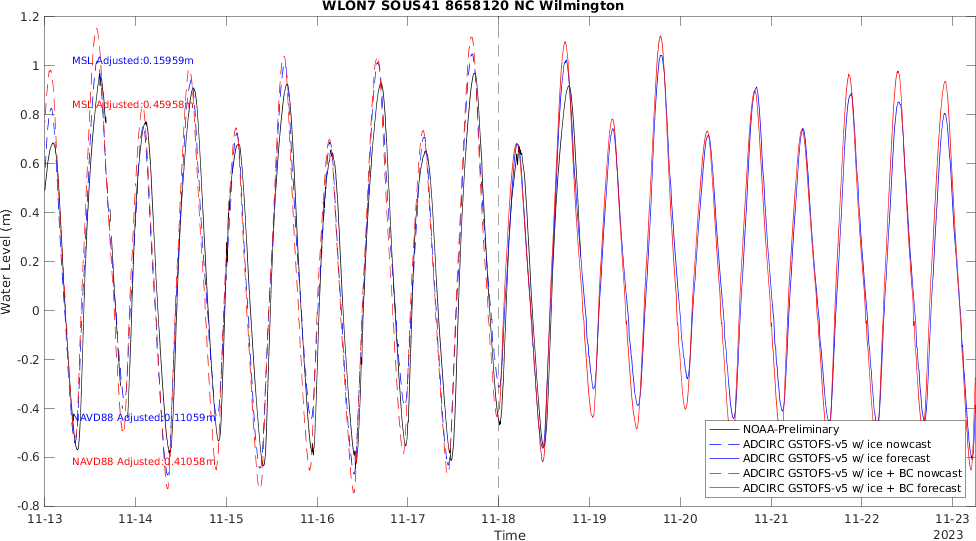 WLON7 SOUS41 8658120 NC Wilmington
1.2
1
0.8
0.6
0.4
0.2
0
-0.2
-0.4
-0.6
-0.8
Water Level (m)
MSL Adjusted:0.15959m
MSL Adjusted:0.45958m
NAVD88 Adjusted:0.11059m
NAVD88 Adjusted:0.41058m
NOAA-Preliminary
ADCIRC GSTOFS-v5 w/ ice nowcast
ADCIRC GSTOFS-v5 w/ ice forecast
ADCIRC GSTOFS-v5 w/ ice + BC nowcast
ADCIRC GSTOFS-v5 w/ ice + BC forecast
11-13 11-14 11-15 11-16 11-17 11-18 11-19 11-20 11-21 11-22 11-23
Time
2023